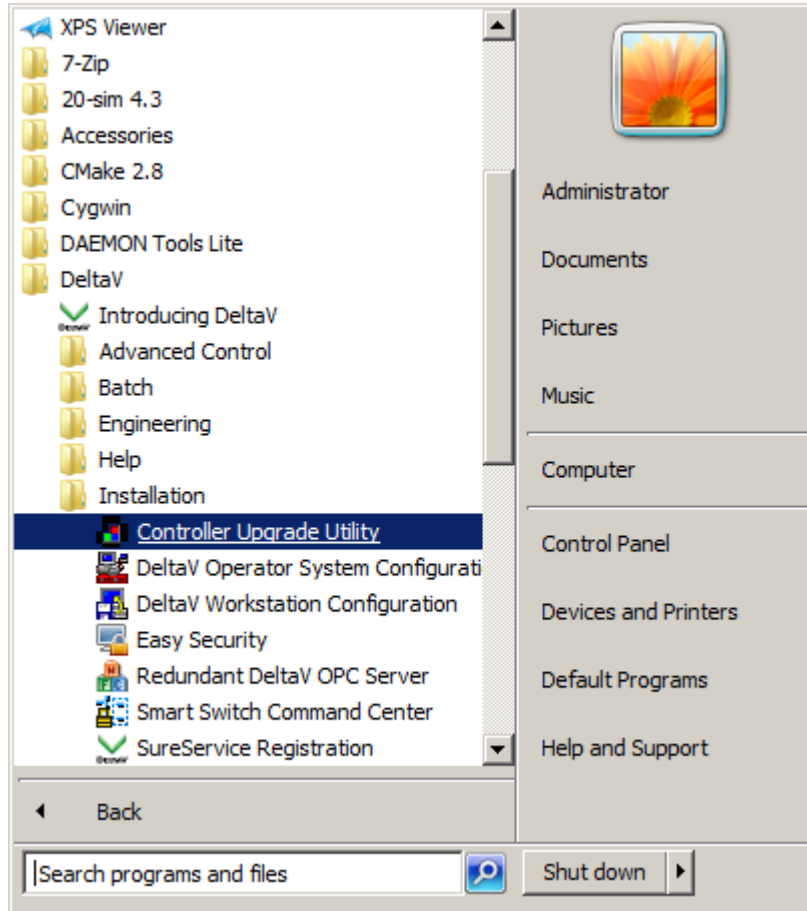 XPS Viewer
7-Zip
20-sim 4.3
Accessories
CMake 2.8
Cygwin
DAEMON Tools Lite
DeltaV
Introducing DeltaV
Advanced Control
Batch
Engineering
Help
Installation
Controller Upgrade Utility
DeltaV Operator System Configurati
DeltaV Workstation Configuration
Easy Security
Redundant DeltaV OPC Server
Smart Switch Command Center
SureService Registration
Back
Search programs and files
Administrator
Documents
Pictures
Music
Computer
Control Panel
Devices and Printers
Default Programs
Help and Support
Shut down